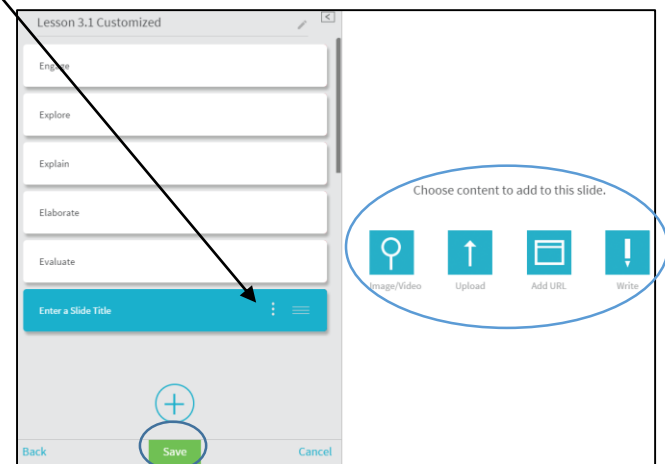 Lesson 3.1 Customized
Engage
Explore
Explain
Elaborate
Evaluate
Enter a Slide Title
Back
Save
Cancel
Choose content to add to this slide.
Image/Video
Upload
Add URL
Write